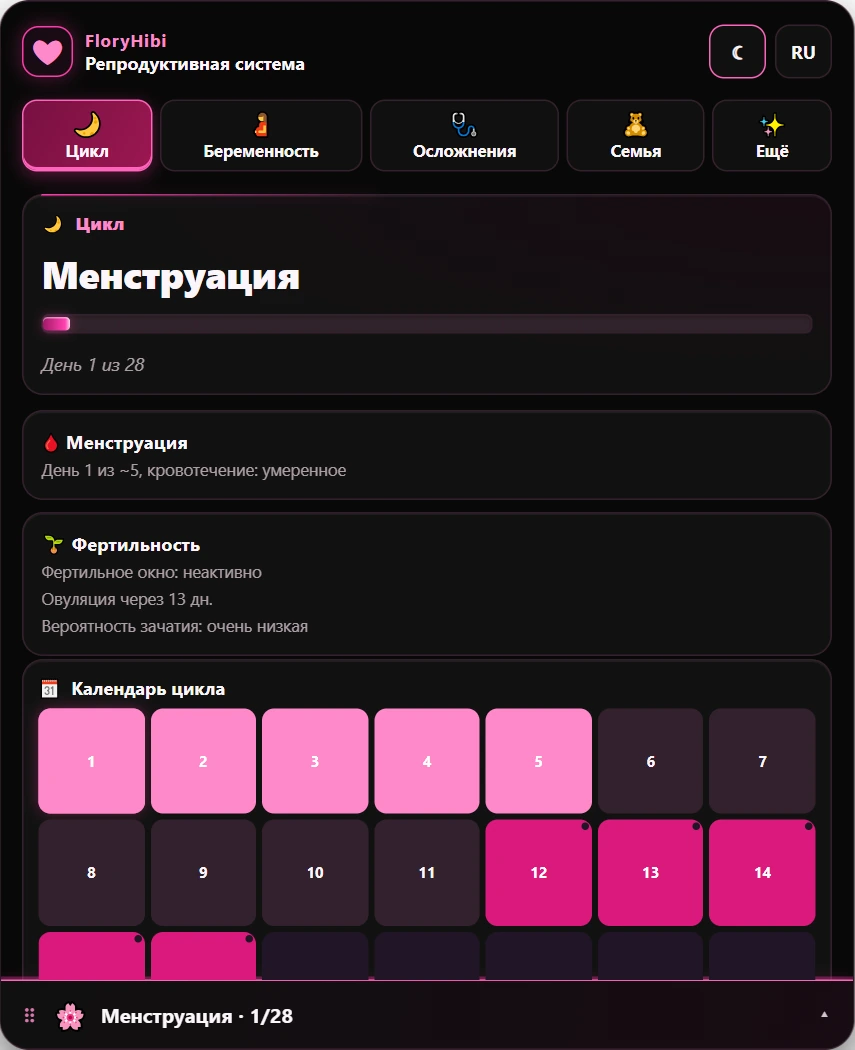 FloryHibi
Репродуктивная система
☾
RU
Цикл
Беременность
Осложнения
Семья
Ещё
Цикл
Менструация
День 1 из 28
Менструация
День 1 из ~5, кровотечение: умеренное
Фертильность
Фертильное окно: неактивно
Овуляция через 13 дн.
Вероятность зачатия: очень низкая
31 Календарь цикла
1 2 3 4 5 6 7
8 9 10 11 12 13 14
Менструация · 1/28